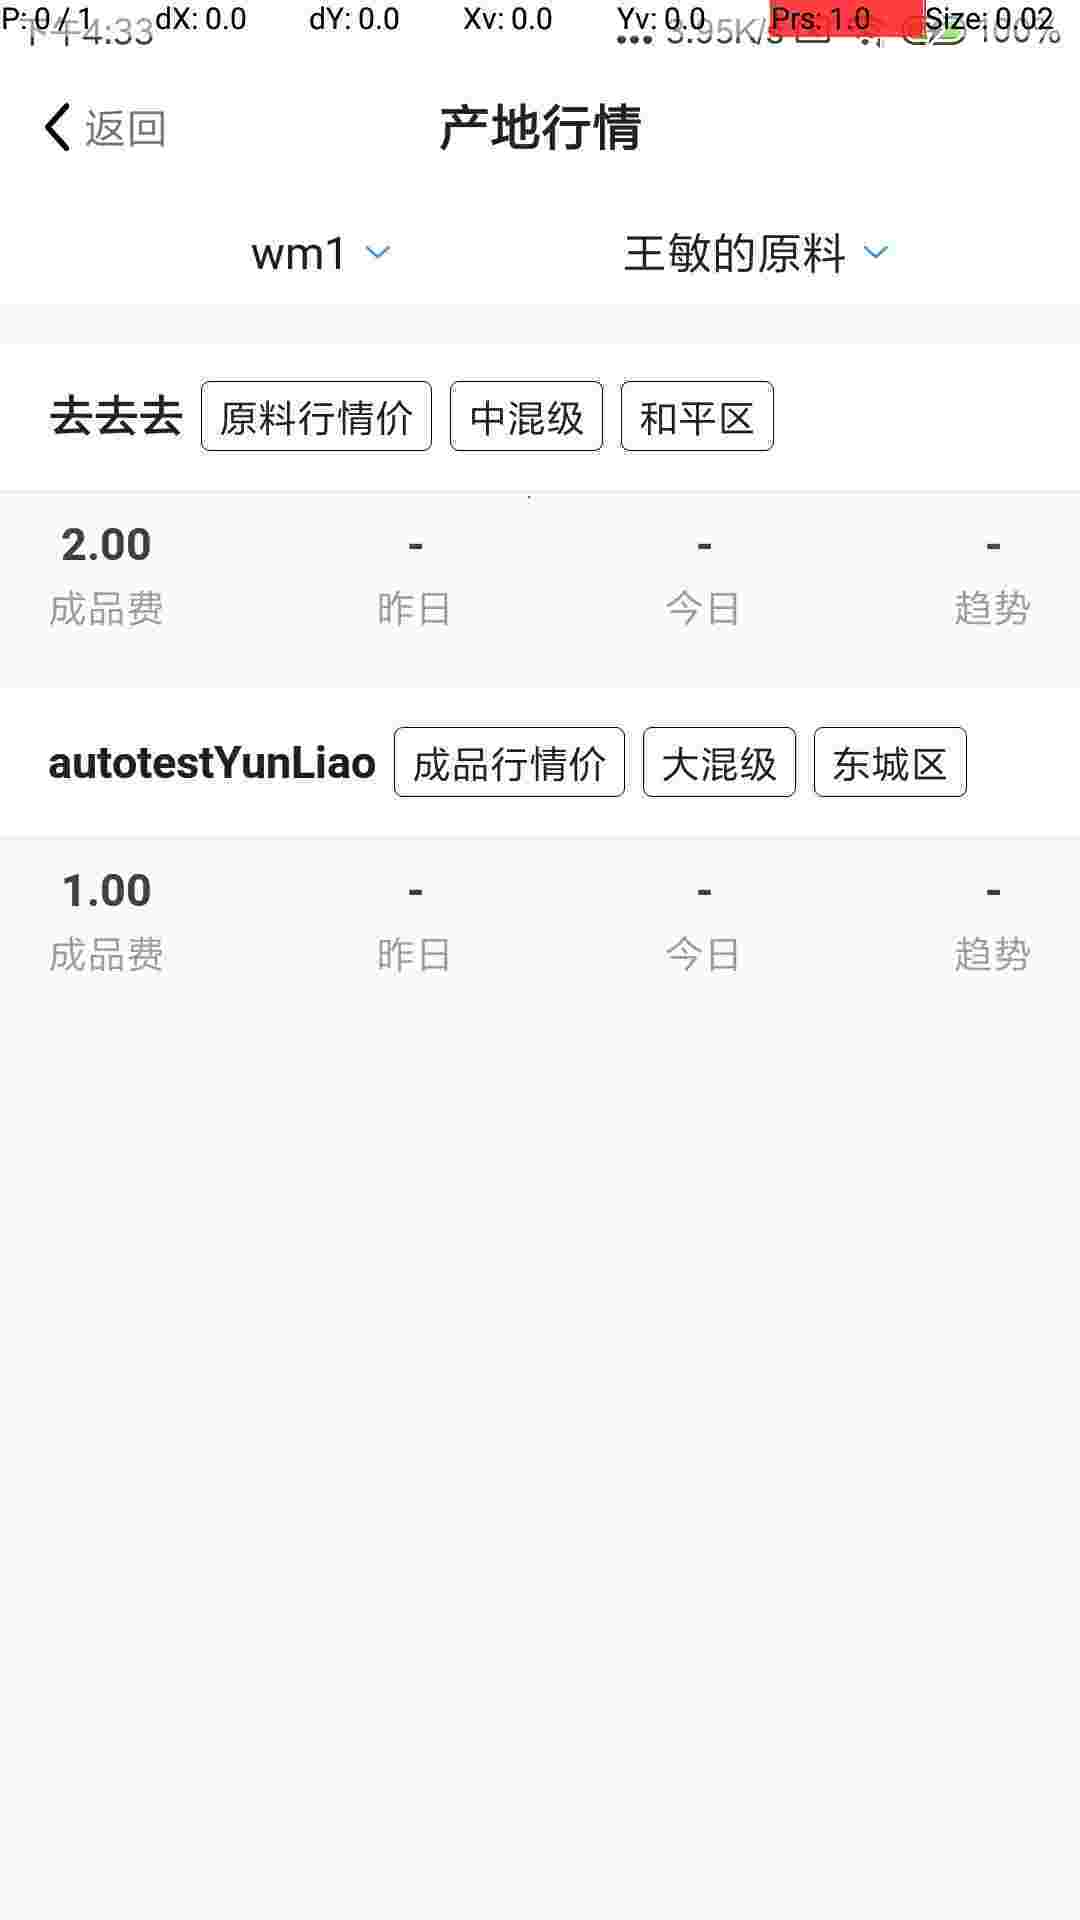 P: 0 / 1 dX: 0.0 dY: 0.0 Xv: 0.0 Yv: 0.0 Prs: 1.0 Size: 0.02
下午4:33 ... 3.95K/s 100%
返回 产地行情
wm1 王敏的原料
去去去 原料行情价 中混级 和平区
2.00 - - -
成品费 昨日 今日 趋势
autotestYunLiao 成品行情价 大混级 东城区
1.00 - - -
成品费 昨日 今日 趋势